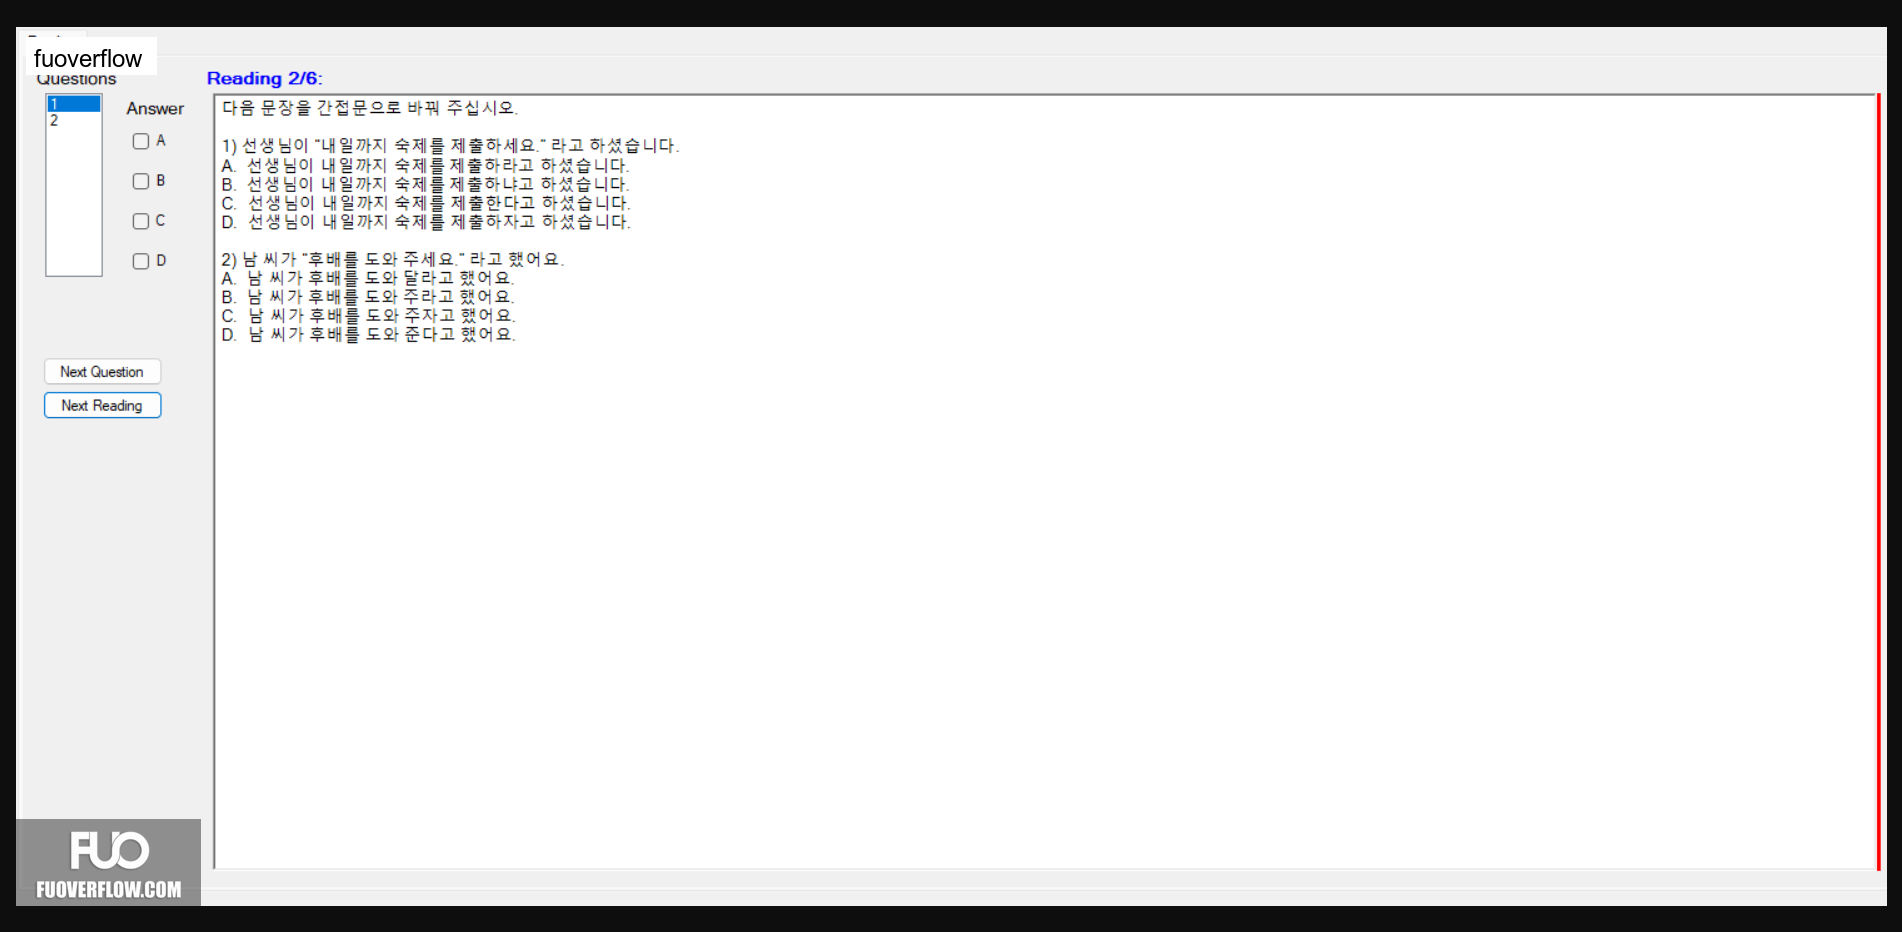 fuoverflow
Questions
Reading 2/6:
1
2
Answer
A
B
C
D
Next Question
Next Reading
다음 문장을 간접문으로 바꿔 주십시오.
1) 선생님이 "내일까지 숙제를 제출하세요." 라고 하셨습니다.
A. 선생님이 내일까지 숙제를 제출하라고 하셨습니다.
B. 선생님이 내일까지 숙제를 제출하냐고 하셨습니다.
C. 선생님이 내일까지 숙제를 제출한다고 하셨습니다.
D. 선생님이 내일까지 숙제를 제출하자고 하셨습니다.
2) 남 씨가 "후배를 도와 주세요." 라고 했어요.
A. 남 씨가 후배를 도와 달라고 했어요.
B. 남 씨가 후배를 도와 주라고 했어요.
C. 남 씨가 후배를 도와 주자고 했어요.
D. 남 씨가 후배를 도와 준다고 했어요.
FUO
FUOVERFLOW.COM